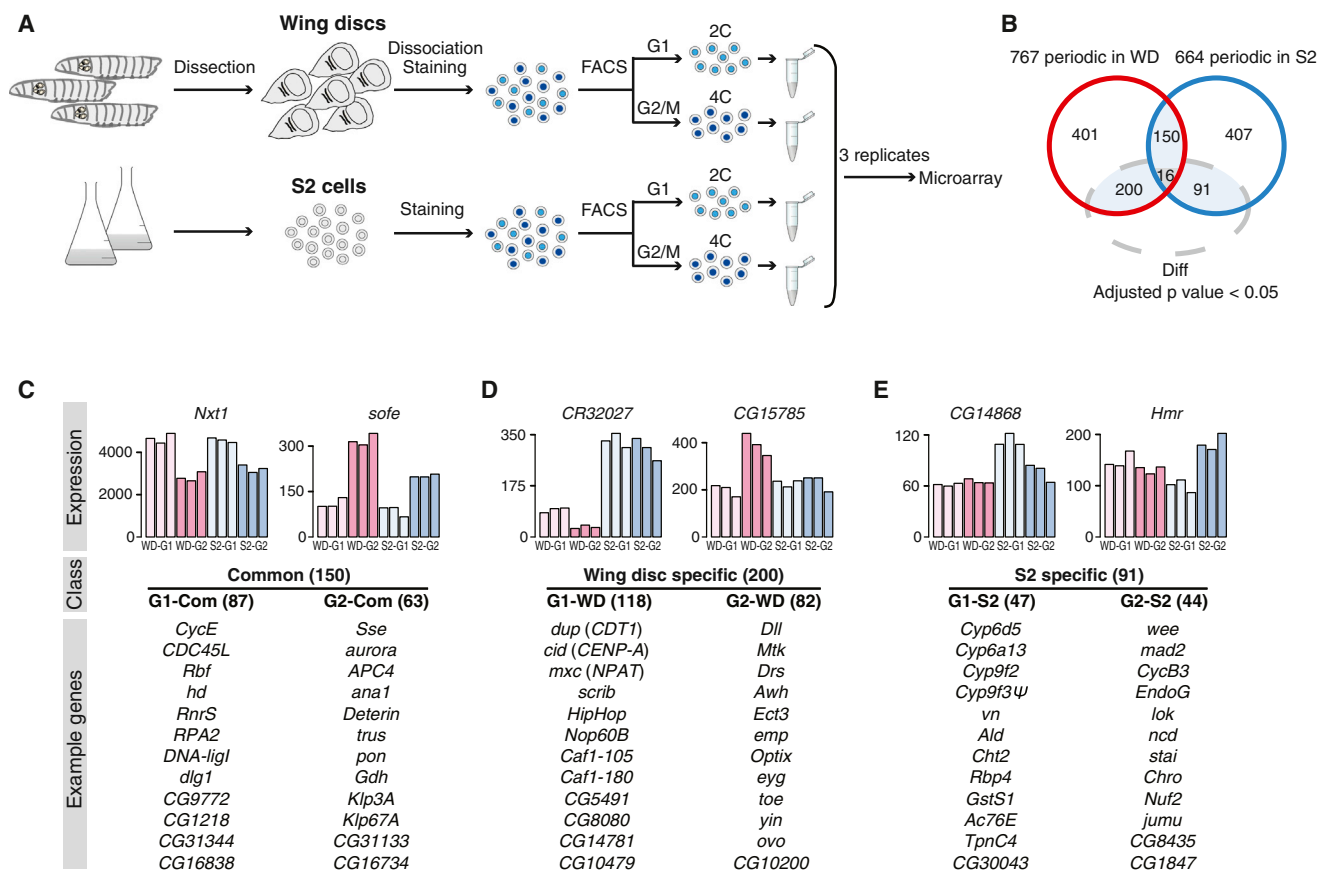 A
Wing discs
Dissection
Dissociation
Staining
FACS
G1
2C
G2/M
4C
S2 cells
Staining
FACS
G1
2C
G2/M
4C
3 replicates
Microarray
B
767 periodic in WD 664 periodic in S2
401 150 407
16
200 91
Diff
Adjusted p value < 0.05
C
Expression
Nxt1
4000
2000
0
WD-G1 WD-G2 S2-G1 S2-G2
sofe
300
150
0
WD-G1 WD-G2 S2-G1 S2-G2
D
CR32027
350
175
0
WD-G1 WD-G2 S2-G1 S2-G2
CG15785
400
200
0
WD-G1 WD-G2 S2-G1 S2-G2
E
CG14868
120
60
0
WD-G1 WD-G2 S2-G1 S2-G2
Hmr
200
100
0
WD-G1 WD-G2 S2-G1 S2-G2
Class
Common (150) Wing disc specific (200) S2 specific (91)
G1-Com (87) G2-Com (63) G1-WD (118) G2-WD (82) G1-S2 (47) G2-S2 (44)
Example genes
CycE Sse dup (CDT1) Dll Cyp6d5 wee
CDC45L aurora cid (CENP-A) Mtk Cyp6a13 mad2
Rbf APC4 mxc (NPAT) Drs Cyp9f2 CycB3
hd ana1 scrib Awh Cyp9f3Ψ EndoG
RnrS Deterin HipHop Ect3 vn lok
RPA2 trus Nop60B emp Ald ncd
DNA-ligI pon Caf1-105 Optix Cht2 stai
dlg1 Gdh Caf1-180 eyg Rbp4 Chro
CG9772 Klp3A CG5491 toe GstS1 Nuf2
CG1218 Klp67A CG8080 yin Ac76E jumu
CG31344 CG31133 CG14781 ovo TpnC4 CG8435
CG16838 CG16734 CG10479 CG10200 CG30043 CG1847